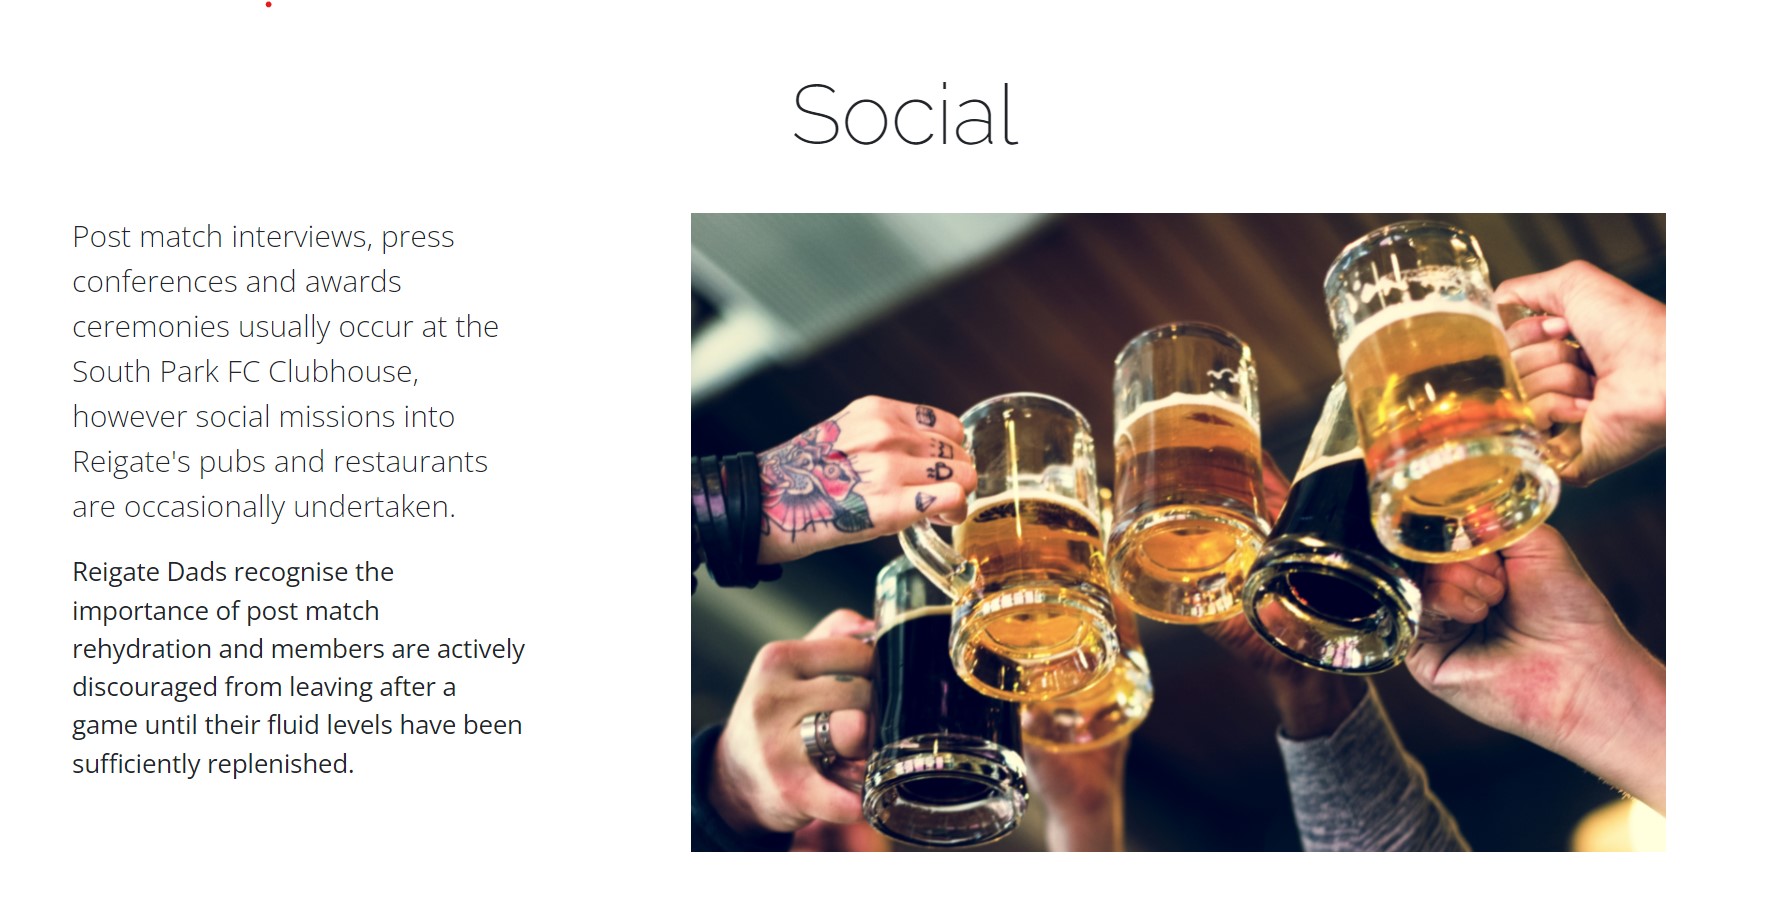 Social
Post match interviews, press
conferences and awards
ceremonies usually occur at the
South Park FC Clubhouse,
however social missions into
Reigate's pubs and restaurants
are occasionally undertaken.
Reigate Dads recognise the
importance of post match
rehydration and members are actively
discouraged from leaving after a
game until their fluid levels have been
sufficiently replenished.